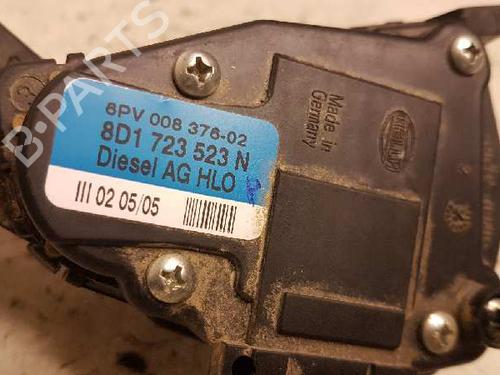 6PV 008 376-02
8D1 723 523 N
Diesel AG HLO
III 02 05/05
Made in
Germany
B-PARTS